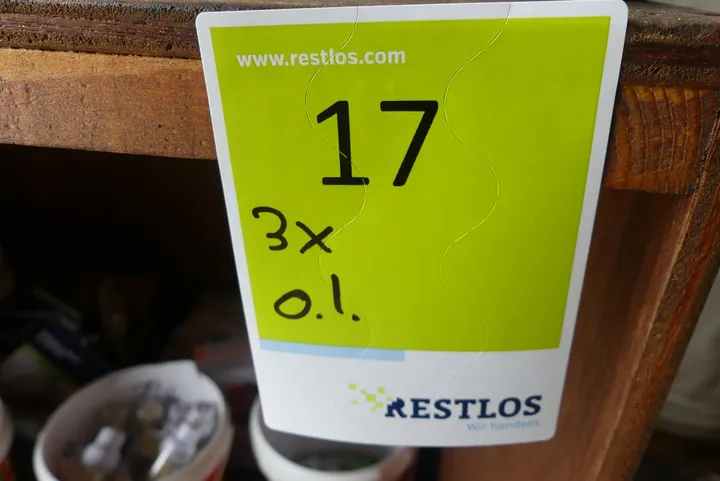 www.restlos.com
17
3x
o.l.
RESTLOS
Wir handeln.